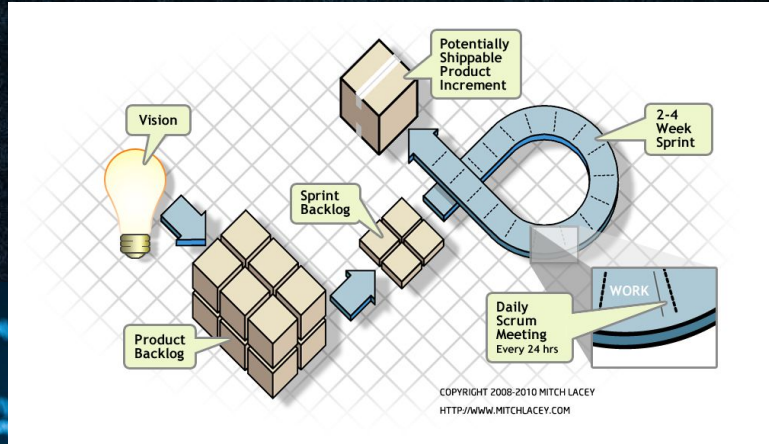 Potentially
Shippable
Product
Increment
Vision
2-4
Week
Sprint
Sprint
Backlog
WORK
Daily
Scrum
Meeting
Every 24 hrs
Product
Backlog
COPYRIGHT 2008-2010 MITCH LACEY
HTTP://WWW.MITCHLACEY.COM